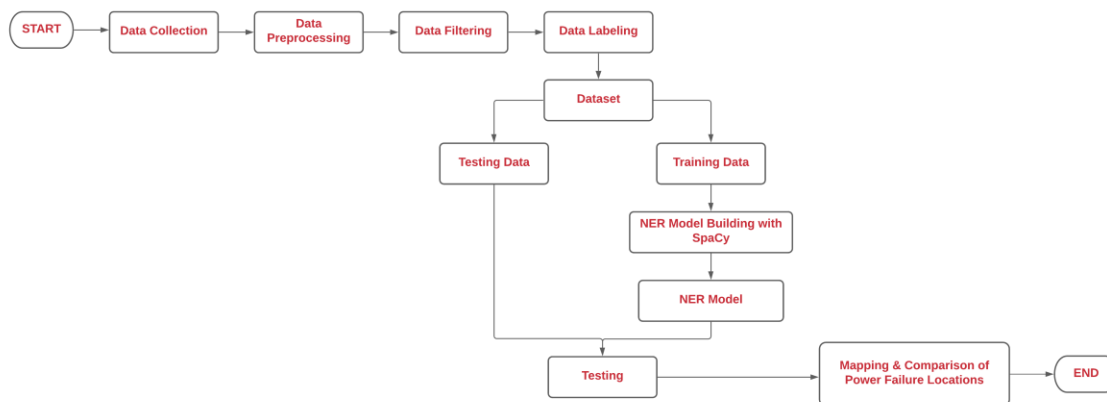 START
Data Collection
Data
Preprocessing
Data Filtering
Data Labeling
Dataset
Testing Data
Training Data
NER Model Building with
SpaCy
NER Model
Testing
Mapping & Comparison of
Power Failure Locations
END